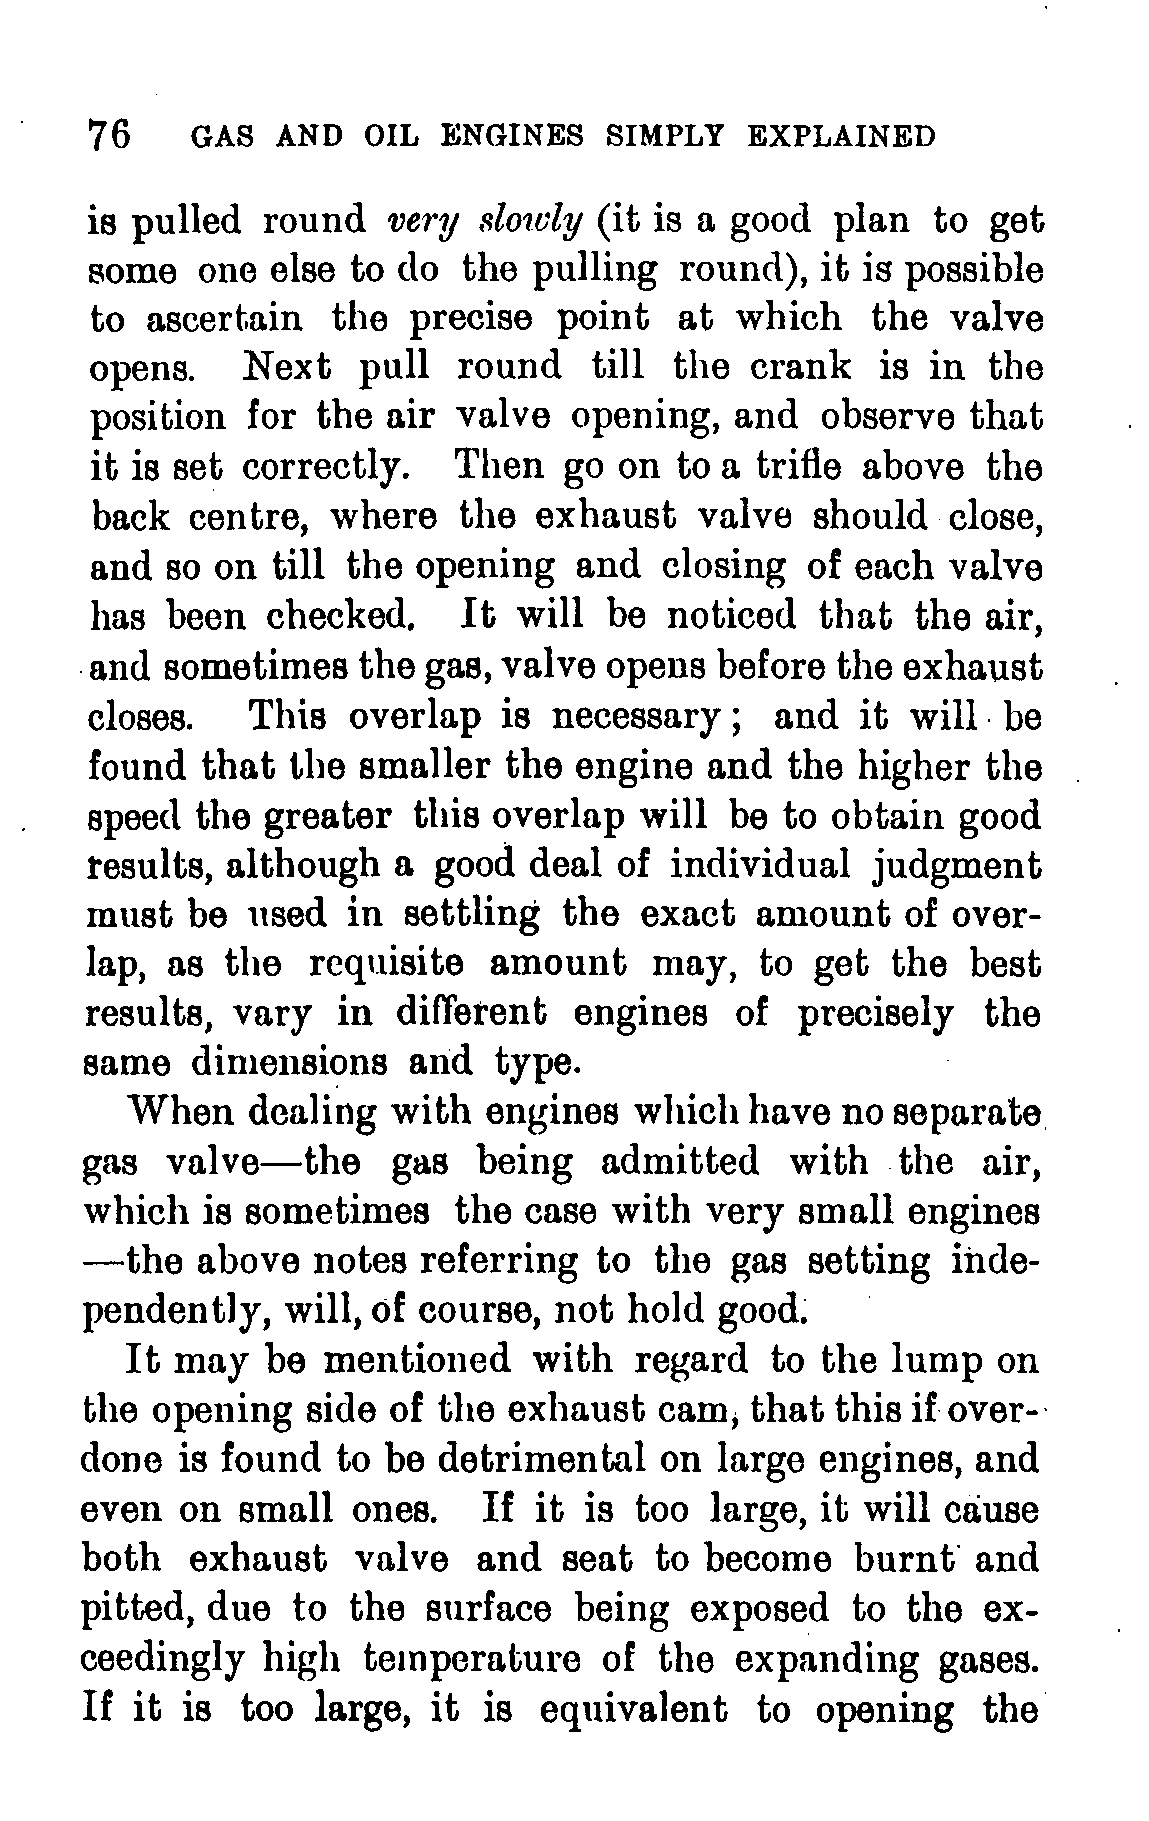 76 GAS AND OIL ENGINES SIMPLY EXPLAINED
is pulled round very slowly (it is a good plan to get
some one else to do the pulling round), it is possible
to ascertain the precise point at which the valve
opens. Next pull round till the crank is in the
position for the air valve opening, and observe that
it is set correctly. Then go on to a trifle above the
back centre, where the exhaust valve should close,
and so on till the opening and closing of each valve
has been checked. It will be noticed that the air,
and sometimes the gas, valve opens before the exhaust
closes. This overlap is necessary; and it will be
found that the smaller the engine and the higher the
speed the greater this overlap will be to obtain good
results, although a good deal of individual judgment
must be used in settling the exact amount of over-
lap, as the requisite amount may, to get the best
results, vary in different engines of precisely the
same dimensions and type.
When dealing with engines which have no separate
gas valve—the gas being admitted with the air,
which is sometimes the case with very small engines
—the above notes referring to the gas setting inde-
pendently, will, of course, not hold good.
It may be mentioned with regard to the lump on
the opening side of the exhaust cam, that this if over-
done is found to be detrimental on large engines, and
even on small ones. If it is too large, it will cause
both exhaust valve and seat to become burnt and
pitted, due to the surface being exposed to the ex-
ceedingly high temperature of the expanding gases.
If it is too large, it is equivalent to opening the